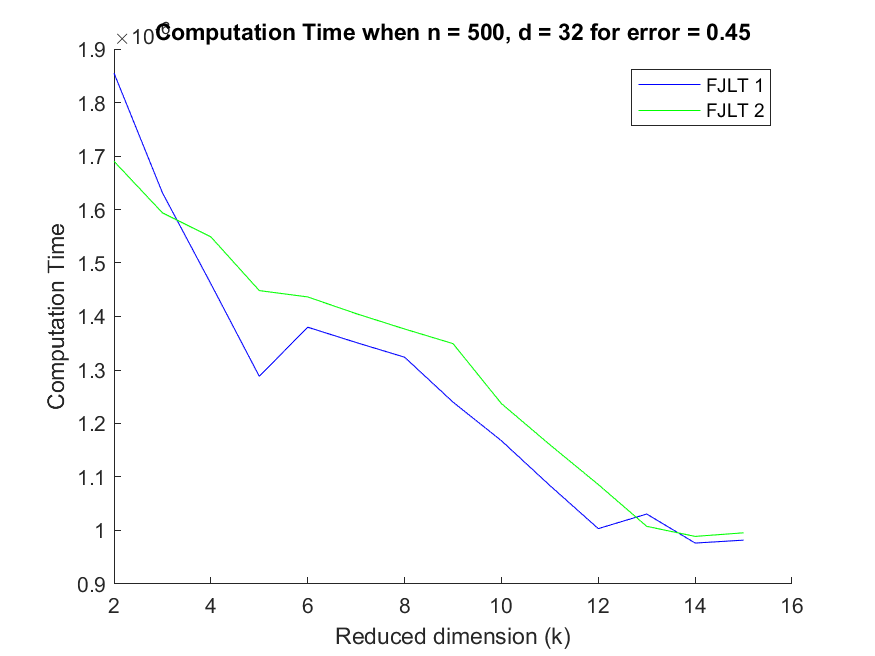 Computation Time when n = 500, d = 32 for error = 0.45
×10
1.9
1.8
1.7
1.6
1.5
1.4
1.3
1.2
1.1
1
0.9
Computation Time
FJLT 1
FJLT 2
2 4 6 8 10 12 14 16
Reduced dimension (k)